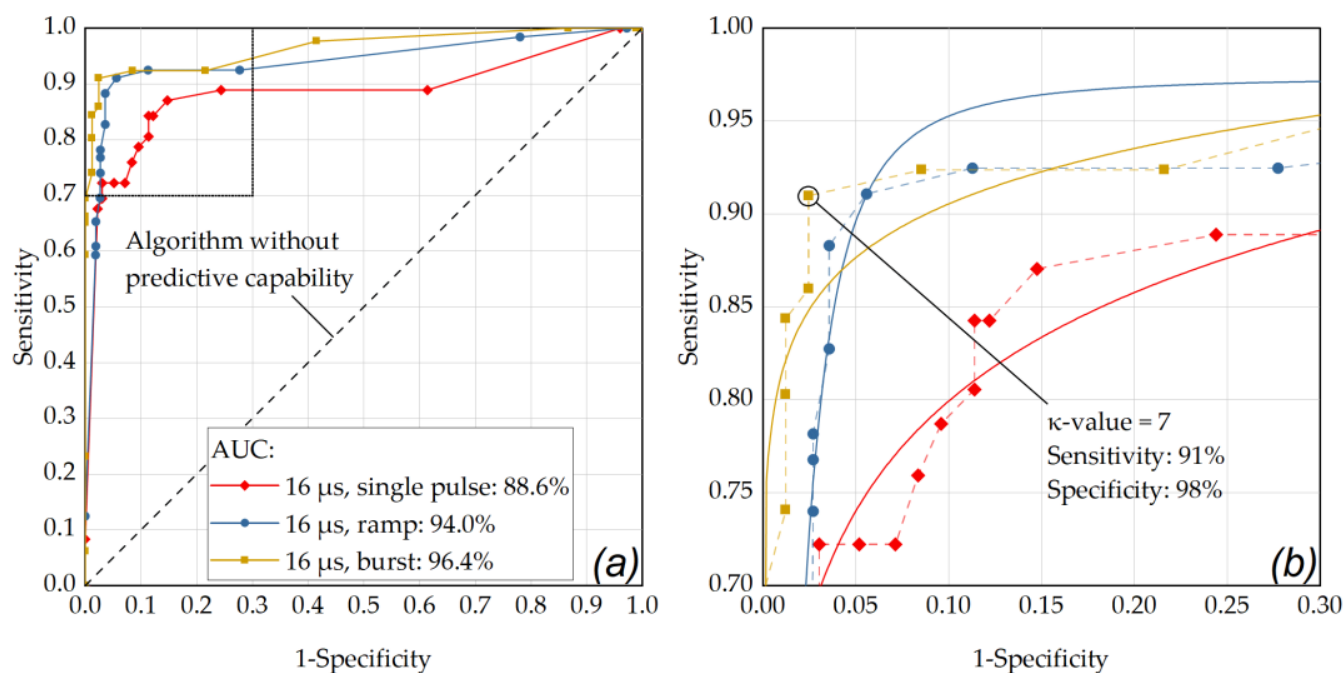 1.0
0.9
0.8
0.7
0.6
0.5
0.4
0.3
0.2
0.1
0.0
Sensitivity
Algorithm without
predictive capability
AUC:
16 µs, single pulse: 88.6%
16 µs, ramp: 94.0%
16 µs, burst: 96.4%
(a)
0.0 0.1 0.2 0.3 0.4 0.5 0.6 0.7 0.8 0.9 1.0
1-Specificity
1.00
0.95
0.90
0.85
0.80
0.75
0.70
Sensitivity
κ-value = 7
Sensitivity: 91%
Specificity: 98%
(b)
0.00 0.05 0.10 0.15 0.20 0.25 0.30
1-Specificity